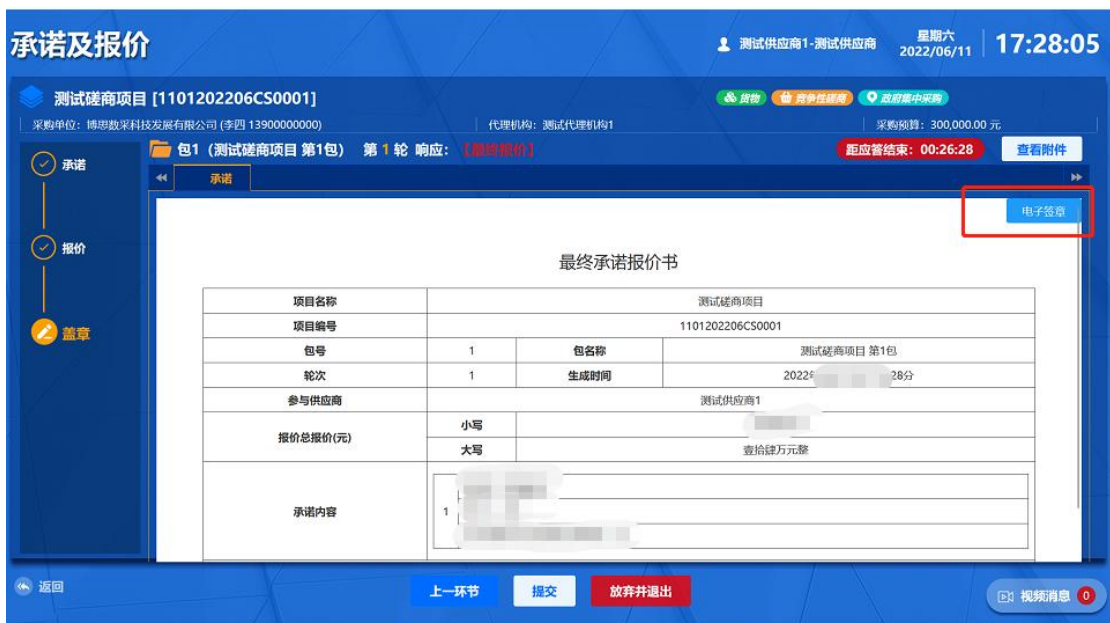 承诺及报价
测试供应商1-测试供应商
星期六
2022/06/11
17:28:05
测试磋商项目 [1101202206CS0001]
货物 竞争性磋商 政府集中采购
采购单位: 博思数采科技发展有限公司 (李四 13900000000) 代理机构: 测试代理机构1 采购预算: 300,000.00 元
包1 (测试磋商项目 第1包) 第 1 轮 响应: 【最终报价】 距应答结束: 00:26:28 查看附件
承诺
报价
盖章
承诺
电子签章
最终承诺报价书
项目名称 测试磋商项目
项目编号 1101202206CS0001
包号 1 包名称 测试磋商项目 第1包
轮次 1 生成时间 2022 28分
参与供应商 测试供应商1
报价总报价(元) 小写
大写 壹拾肆万元整
承诺内容 1
返回 上一环节 提交 放弃并退出 视频消息 0